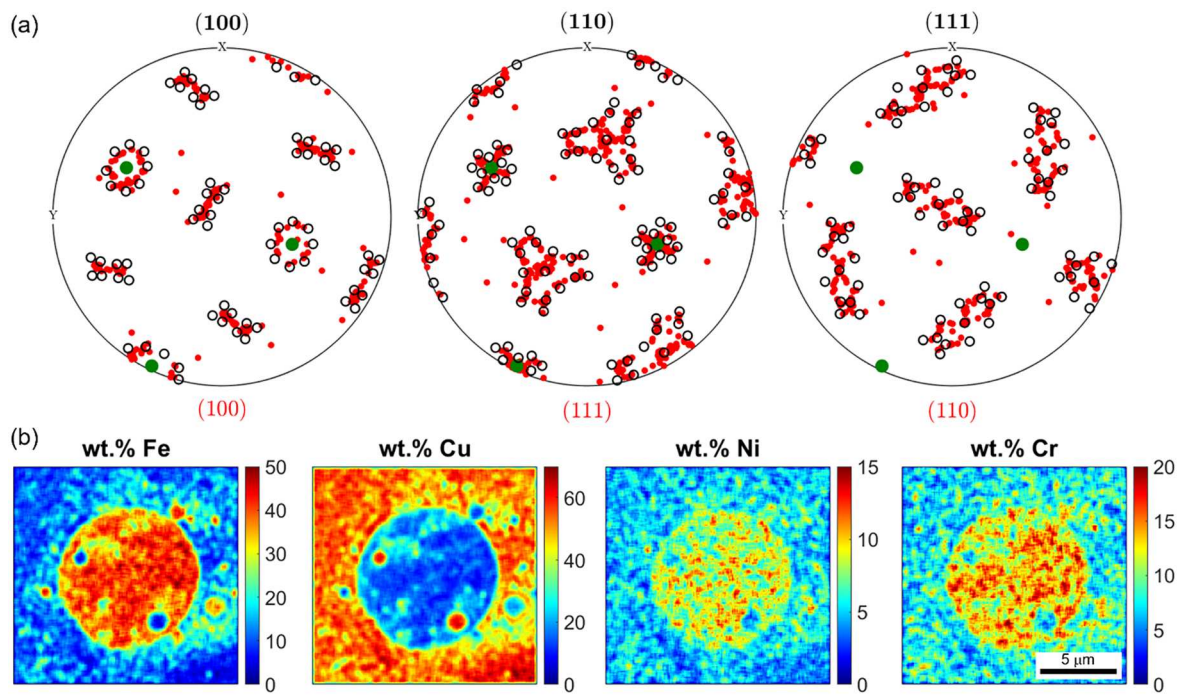 (a)
(100) (110) (111)
X X X
Y Y Y
(100) (111) (110)
(b)
wt.% Fe wt.% Cu wt.% Ni wt.% Cr
50 15 20
40 60 15
30 10
40 10
20 5
20 5
10
0 0 0 0
5 μm